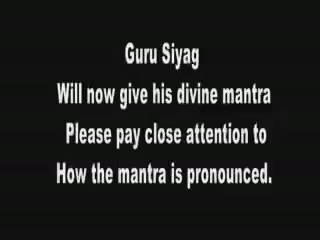 Guru Siyag
Will now give his divine mantra
Please pay close attention to
How the mantra is pronounced.